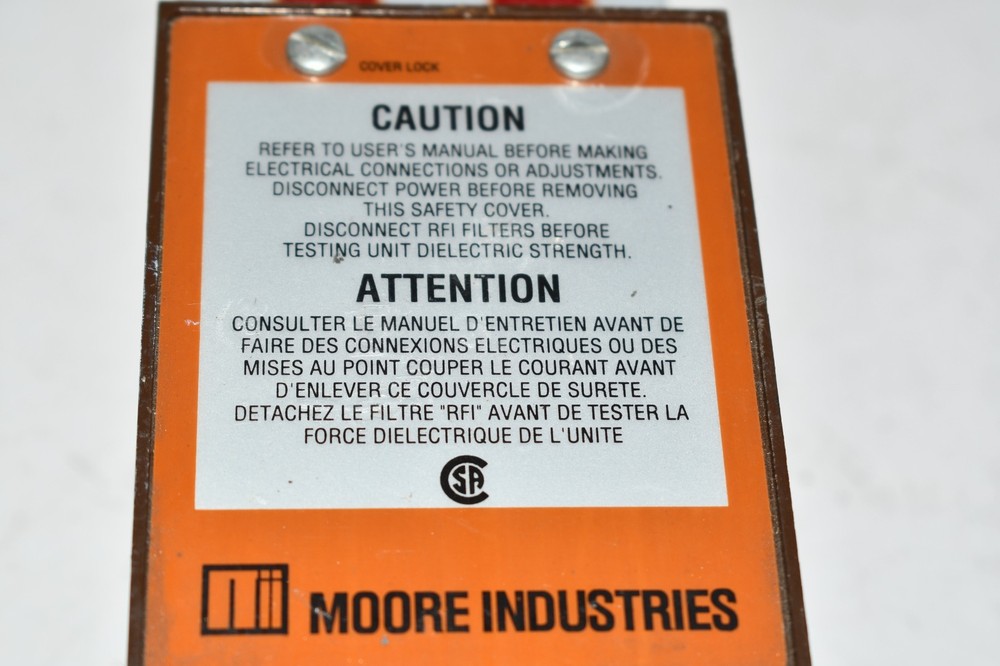 COVER LOCK
CAUTION
REFER TO USER'S MANUAL BEFORE MAKING
ELECTRICAL CONNECTIONS OR ADJUSTMENTS.
DISCONNECT POWER BEFORE REMOVING
THIS SAFETY COVER.
DISCONNECT RFI FILTERS BEFORE
TESTING UNIT DIELECTRIC STRENGTH.
ATTENTION
CONSULTER LE MANUEL D'ENTRETIEN AVANT DE
FAIRE DES CONNEXIONS ELECTRIQUES OU DES
MISES AU POINT COUPER LE COURANT AVANT
D'ENLEVER CE COUVERCLE DE SURETE.
DETACHEZ LE FILTRE "RFI" AVANT DE TESTER LA
FORCE DIELECTRIQUE DE L'UNITE
CSA
mii MOORE INDUSTRIES